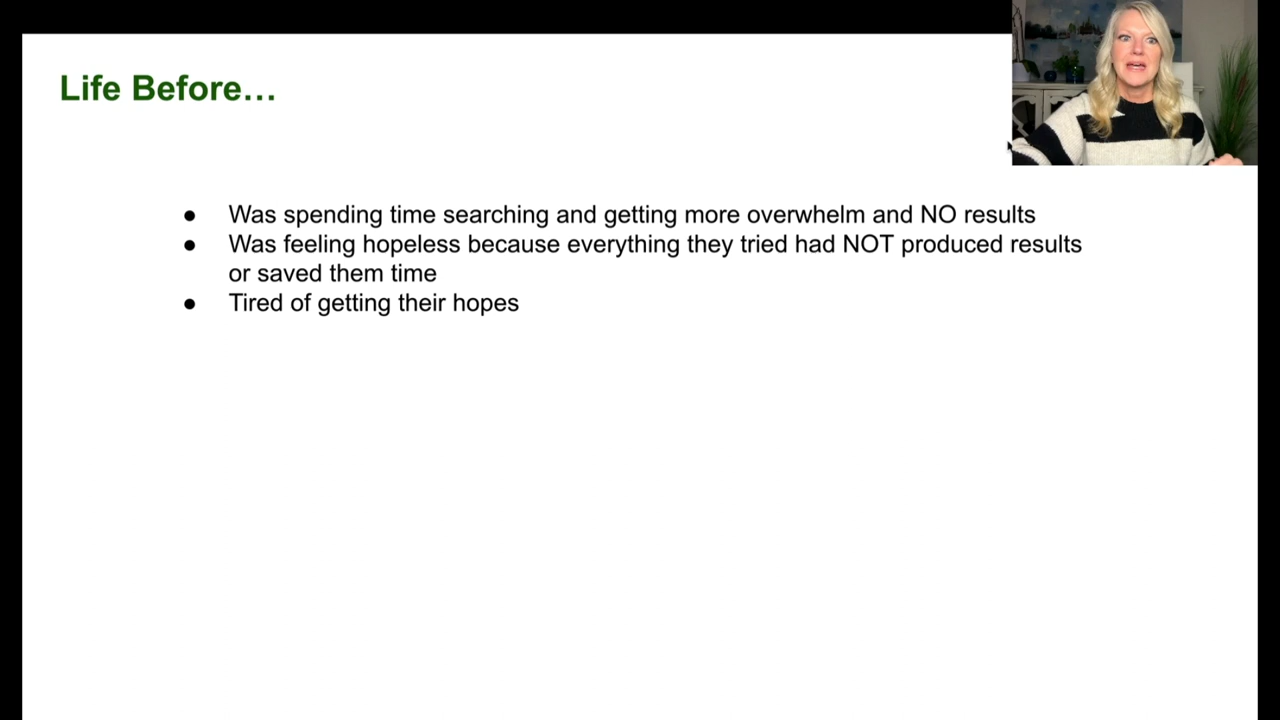 Life Before…
● Was spending time searching and getting more overwhelm and NO results
● Was feeling hopeless because everything they tried had NOT produced results
or saved them time
● Tired of getting their hopes